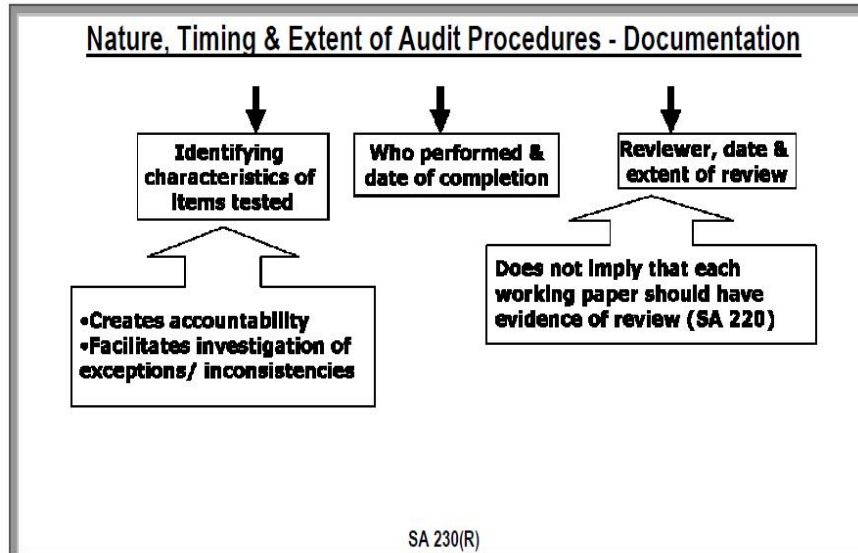 Nature, Timing & Extent of Audit Procedures - Documentation
Identifying
characteristics of
items tested
Who performed &
date of completion
Reviewer, date &
extent of review
•Creates accountability
•Facilitates investigation of
exceptions/ inconsistencies
Does not imply that each
working paper should have
evidence of review (SA 220)
SA 230(R)